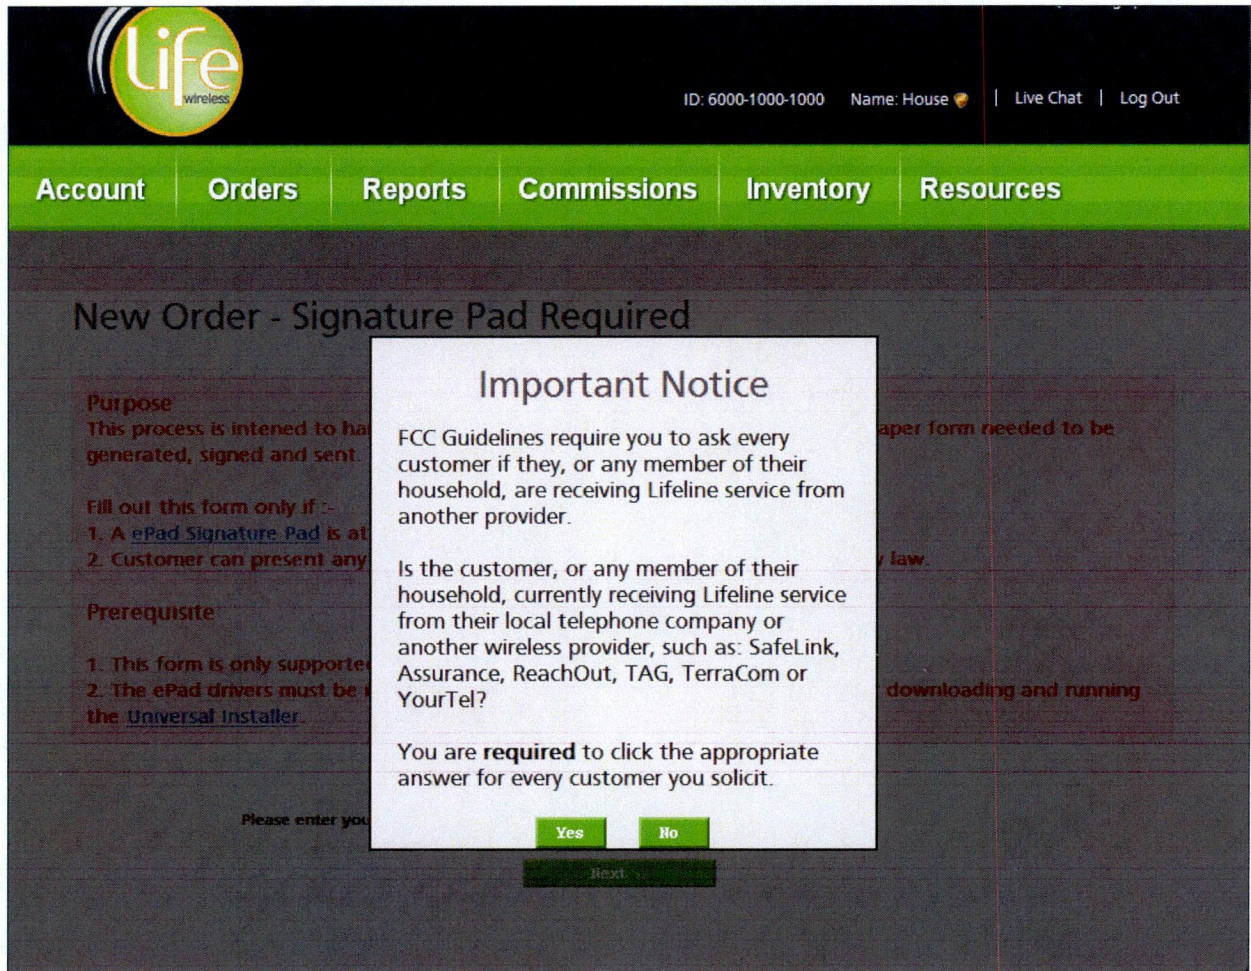 Life
wireless
ID: 6000-1000-1000 Name: House | Live Chat | Log Out
Account Orders Reports Commissions Inventory Resources
New Order - Signature Pad Required
Purpose
This process is intened to
aper form needed to be
generated, signed and sent.
Fill out this form only if :-
1. A ePad Signature Pad is
2. Customer can present any
law.
Prerequisite
1. This form is only
2. The ePad drivers must be
downloading and running
the Universal Installer.
Please enter
Important Notice
FCC Guidelines require you to ask every
customer if they, or any member of their
household, are receiving Lifeline service from
another provider.
Is the customer, or any member of their
household, currently receiving Lifeline service
from their local telephone company or
another wireless provider, such as: SafeLink,
Assurance, ReachOut, TAG, TerraCom or
YourTel?
You are required to click the appropriate
answer for every customer you solicit.
Yes No
Next